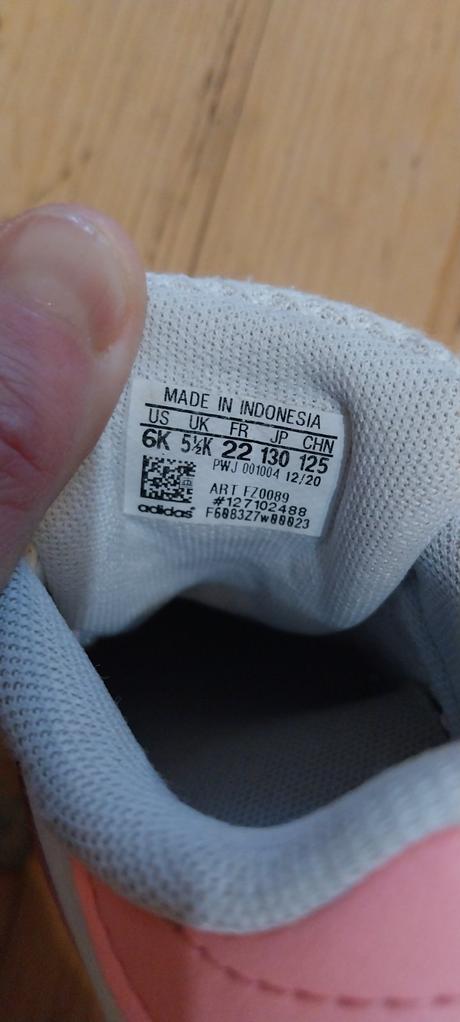 MADE IN INDONESIA
US UK FR JP CHN
6K 5½K 22 130 125
PWJ 001004 12/20
ART FZ0089
#127102488
adidas F6083Z7W00023